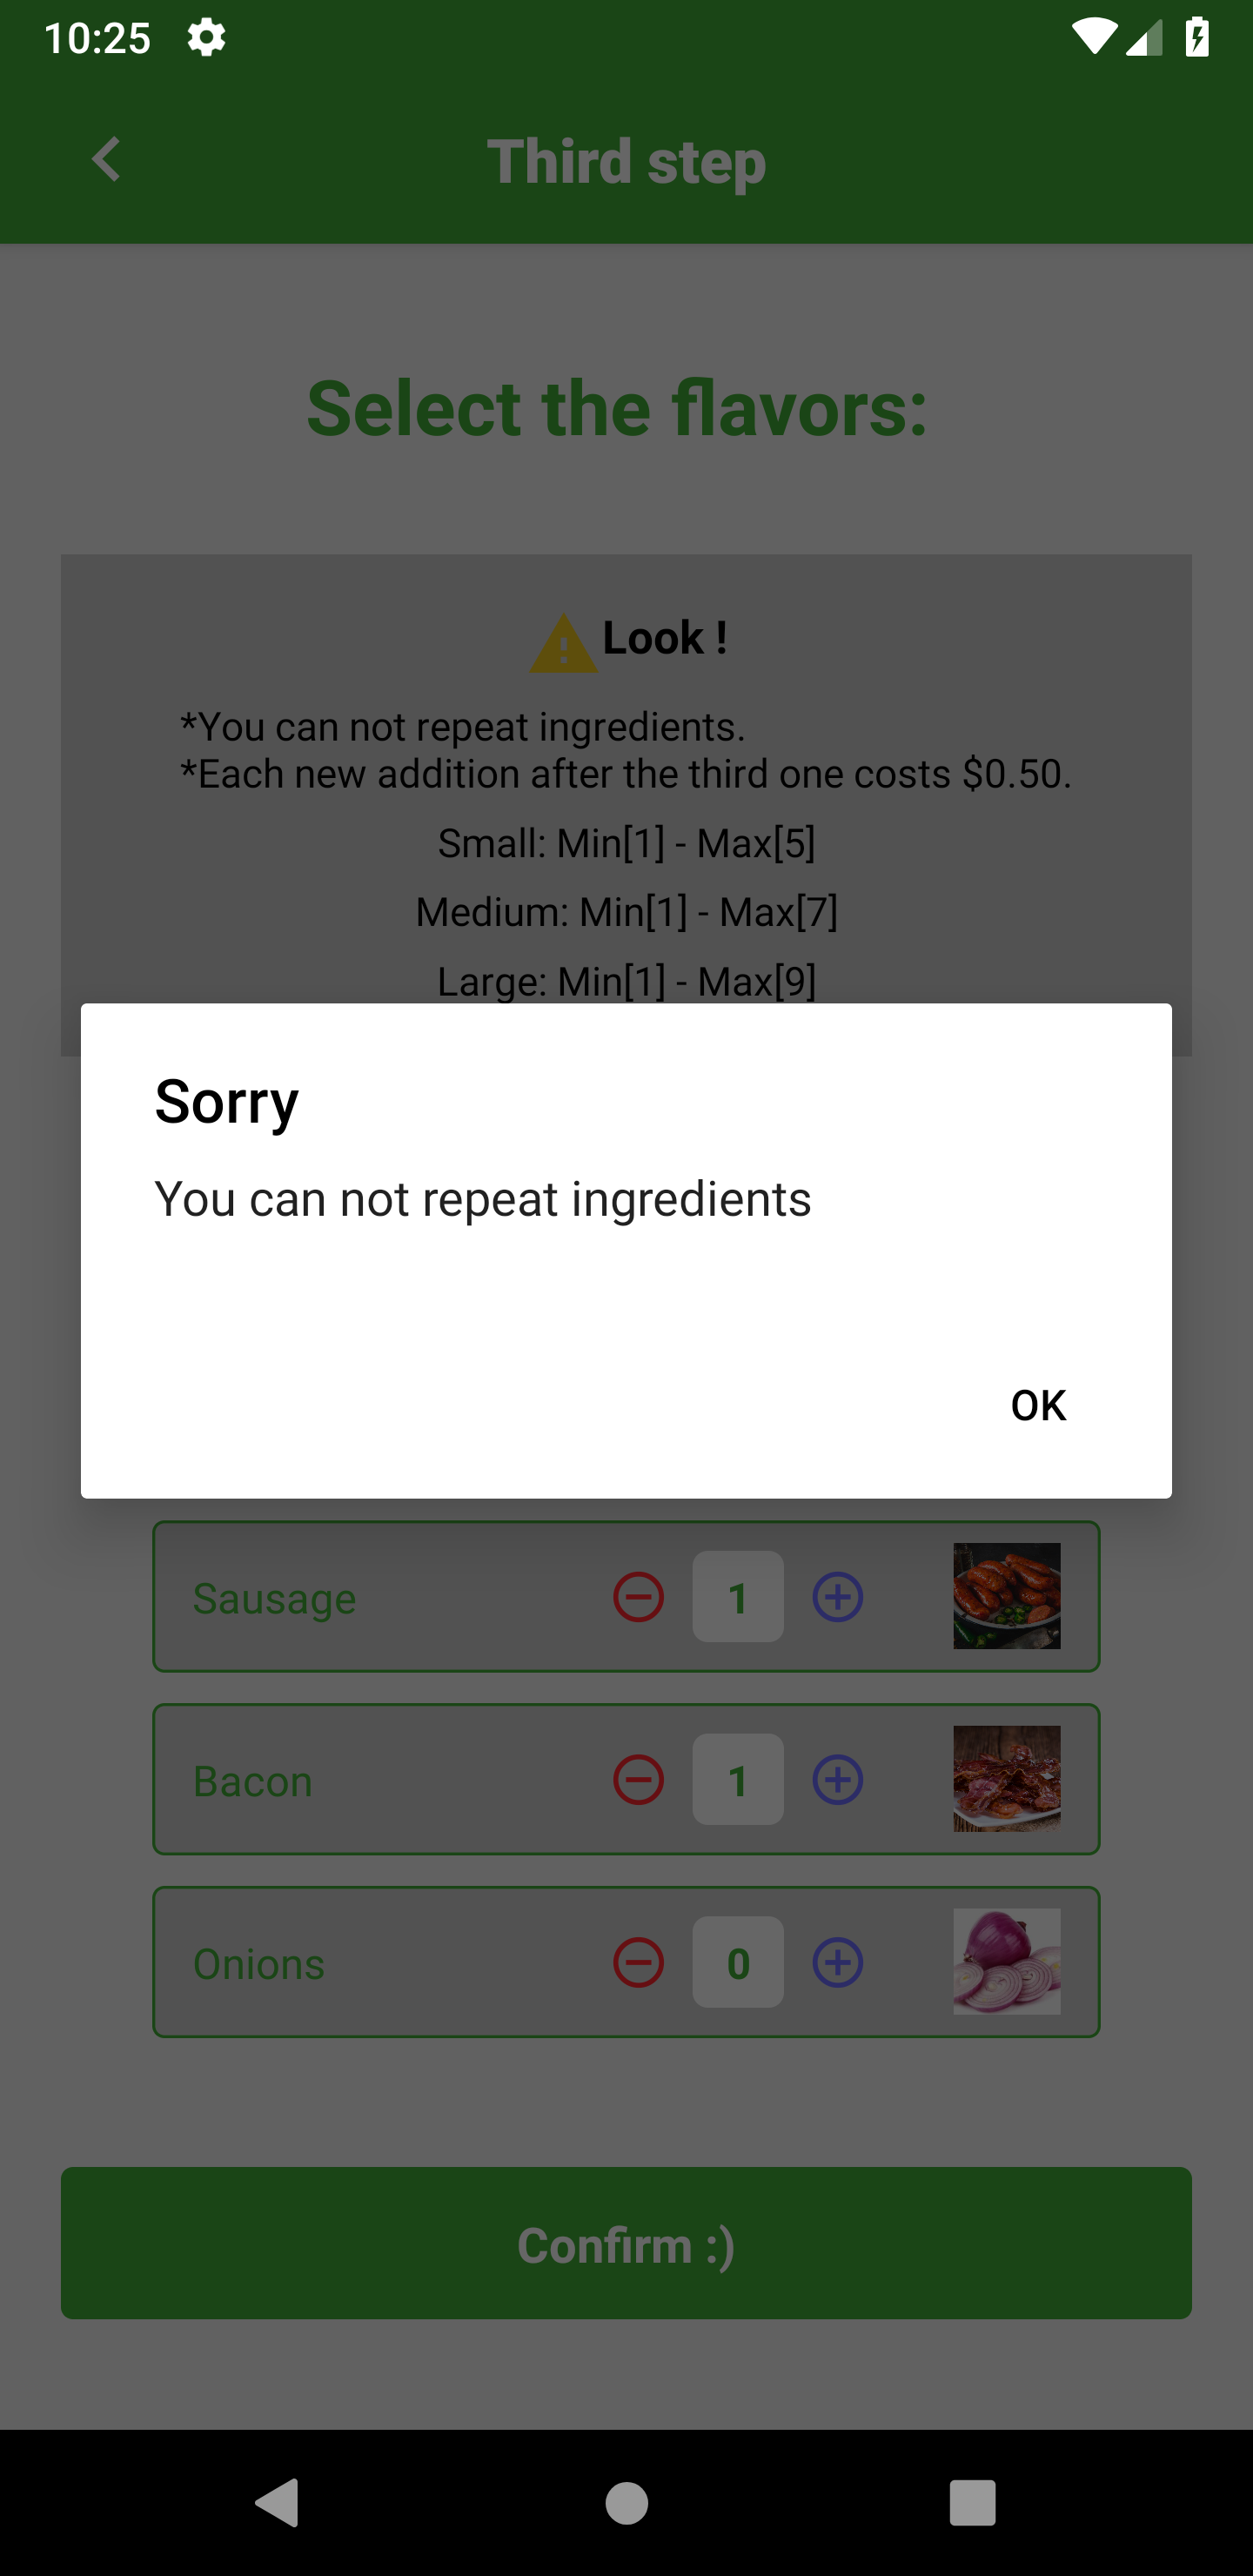 10:25
Third step
Select the flavors:
Look !
*You can not repeat ingredients.
*Each new addition after the third one costs $0.50.
Small: Min[1] - Max[5]
Medium: Min[1] - Max[7]
Large: Min[1] - Max[9]
Sorry
You can not repeat ingredients
OK
Sausage 1
Bacon 1
Onions 0
Confirm :)